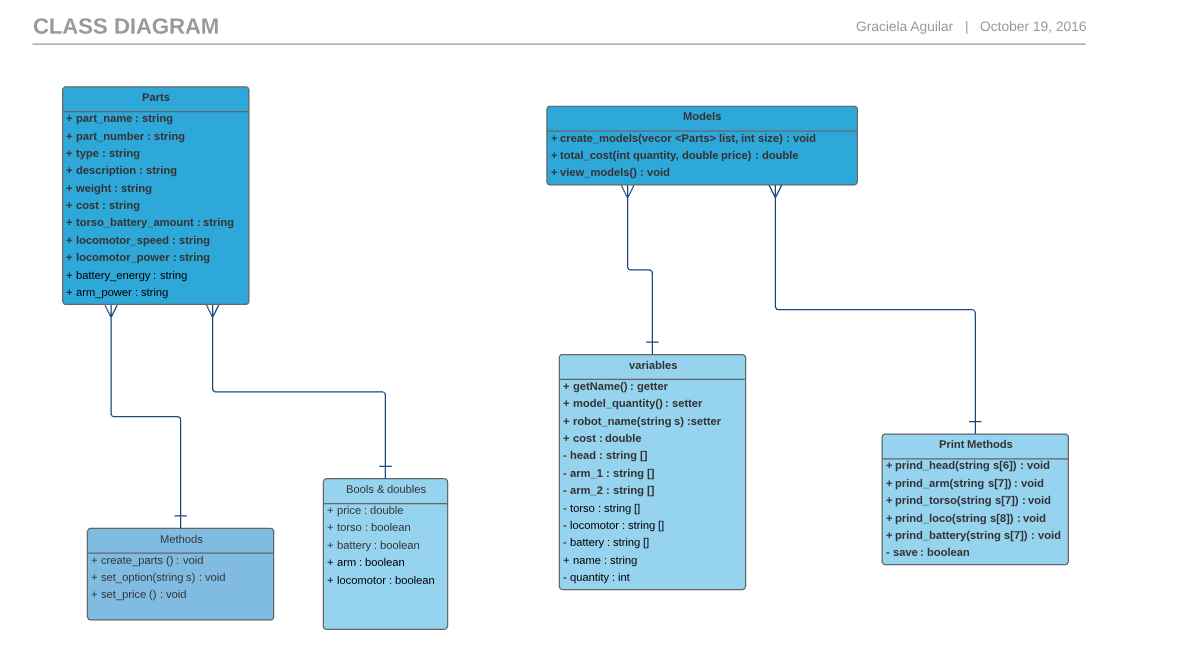 CLASS DIAGRAM
Graciela Aguilar | October 19, 2016
Parts
+ part_name : string
+ part_number : string
+ type : string
+ description : string
+ weight : string
+ cost : string
+ torso_battery_amount : string
+ locomotor_speed : string
+ locomotor_power : string
+ battery_energy : string
+ arm_power : string
Models
+ create_models(vecor <Parts> list, int size) : void
+ total_cost(int quantity, double price) : double
+ view_models() : void
Methods
+ create_parts () : void
+ set_option(string s) : void
+ set_price () : void
Bools & doubles
+ price : double
+ torso : boolean
+ battery : boolean
+ arm : boolean
+ locomotor : boolean
variables
+ getName() : getter
+ model_quantity() : setter
+ robot_name(string s) :setter
+ cost : double
- head : string []
- arm_1 : string []
- arm_2 : string []
- torso : string []
- locomotor : string []
- battery : string []
+ name : string
- quantity : int
Print Methods
+ prind_head(string s[6]) : void
+ prind_arm(string s[7]) : void
+ prind_torso(string s[7]) : void
+ prind_loco(string s[8]) : void
+ prind_battery(string s[7]) : void
- save : boolean